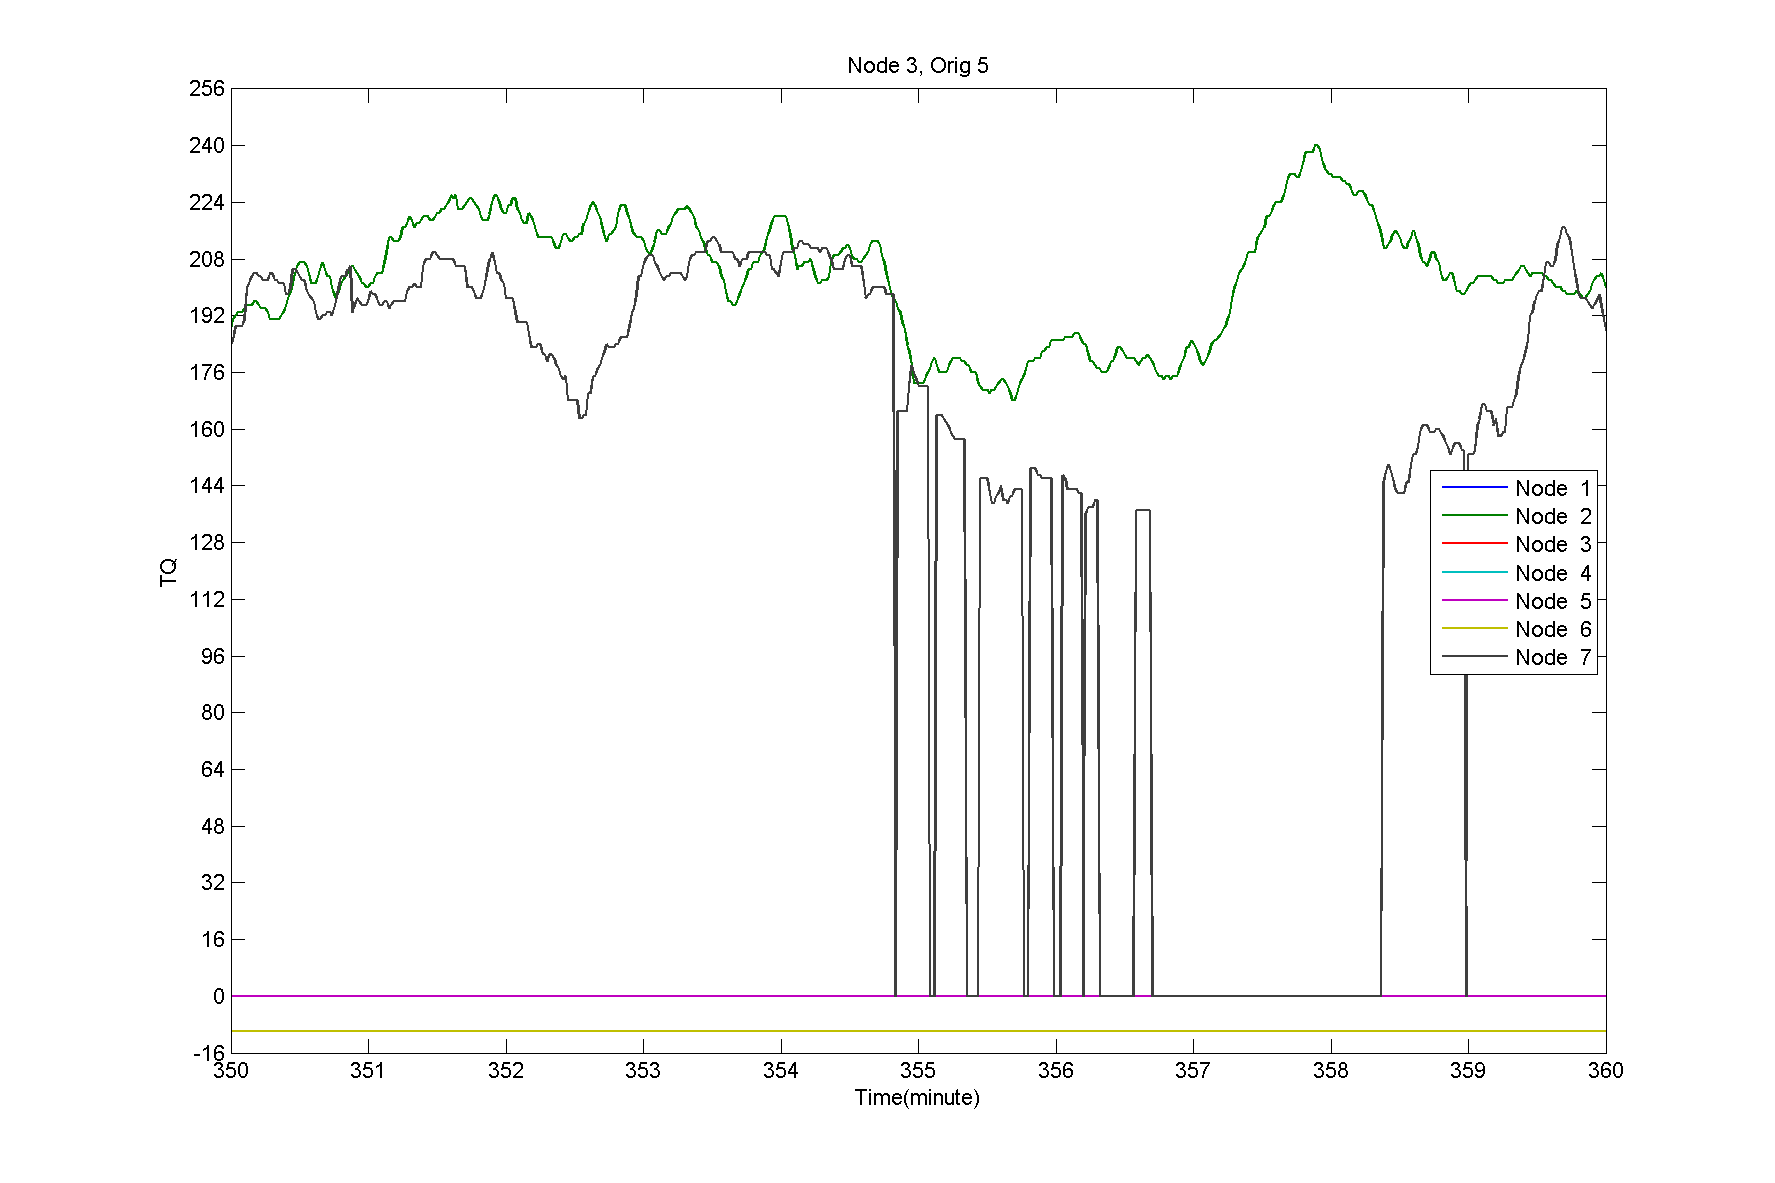 Node 3, Orig 5
256
240
224
208
192
176
160
144
128
112
96
80
64
48
32
16
0
-16
TQ
350 351 352 353 354 355 356 357 358 359 360
Time(minute)
Node 1
Node 2
Node 3
Node 4
Node 5
Node 6
Node 7